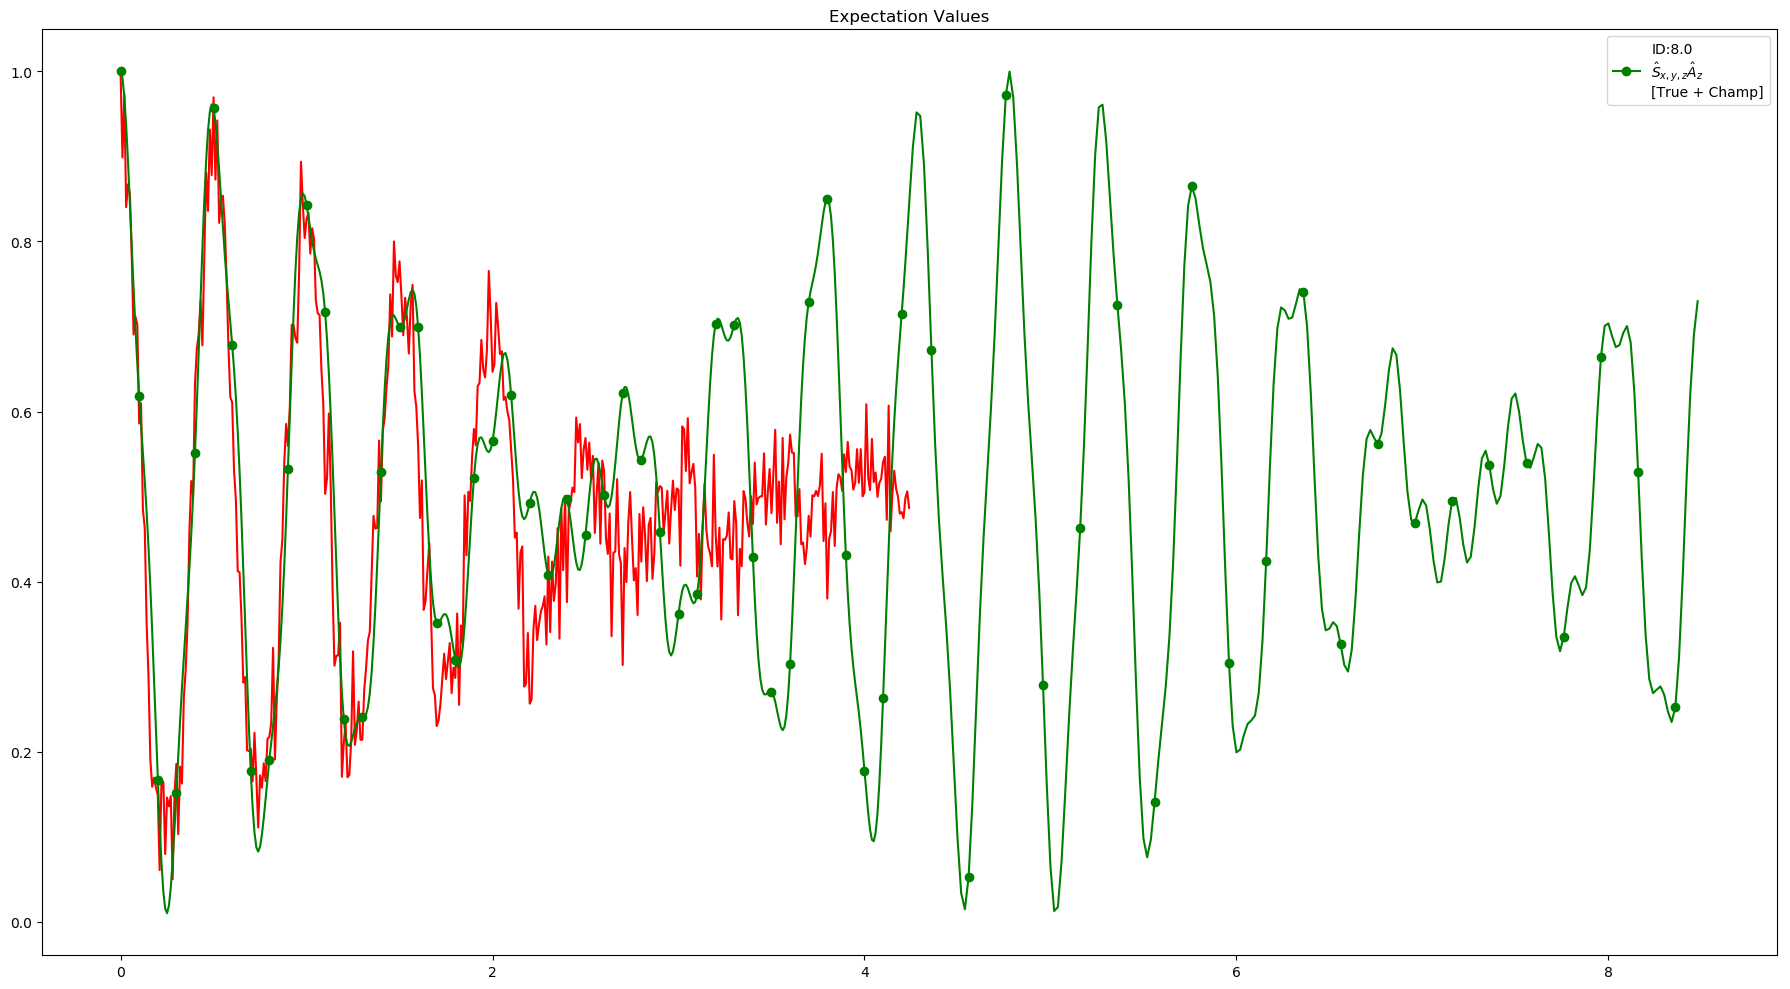 Expectation Values
ID:8.0
$\hat{S}_{x,y,z}\hat{A}_z$
[True + Champ]
1.0
0.8
0.6
0.4
0.2
0.0
0 2 4 6 8